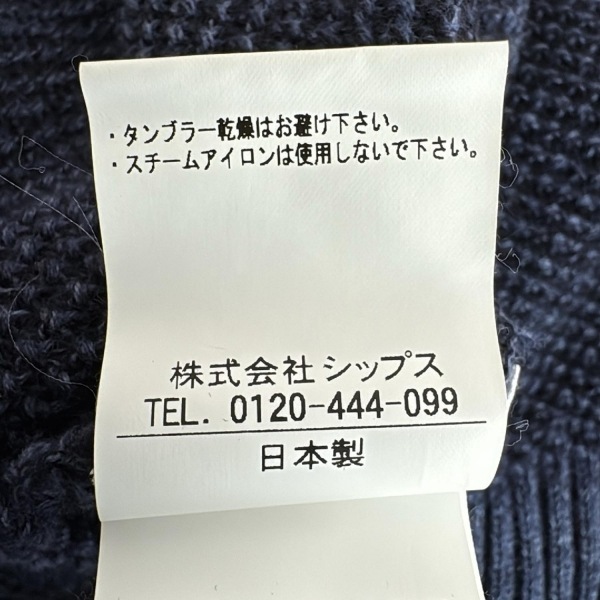 ・タンブラー乾燥はお避け下さい。
・スチームアイロンは使用しないで下さい。
株式会社シップス
TEL. 0120-444-099
日本製